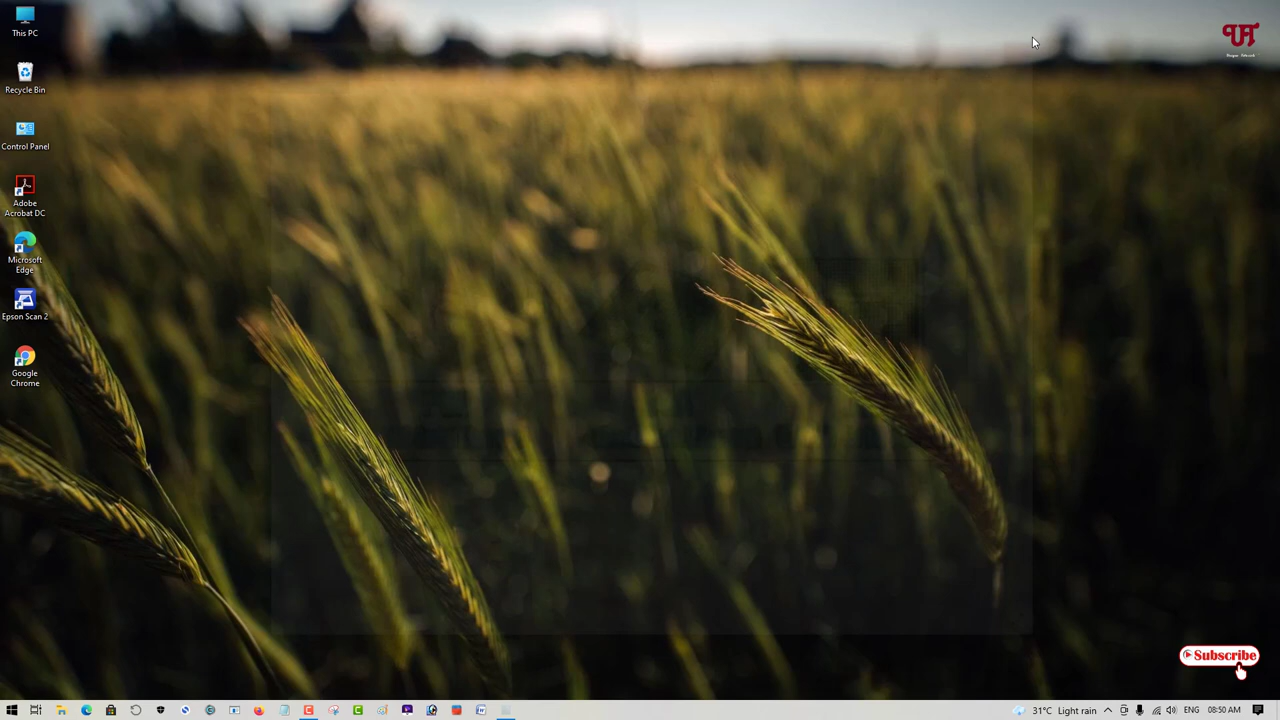 This PC
Recycle Bin
Control Panel
Adobe
Acrobat DC
Microsoft
Edge
Epson Scan 2
Google
Chrome
UT
Subscribe
31°C Light rain
ENG
08:50 AM